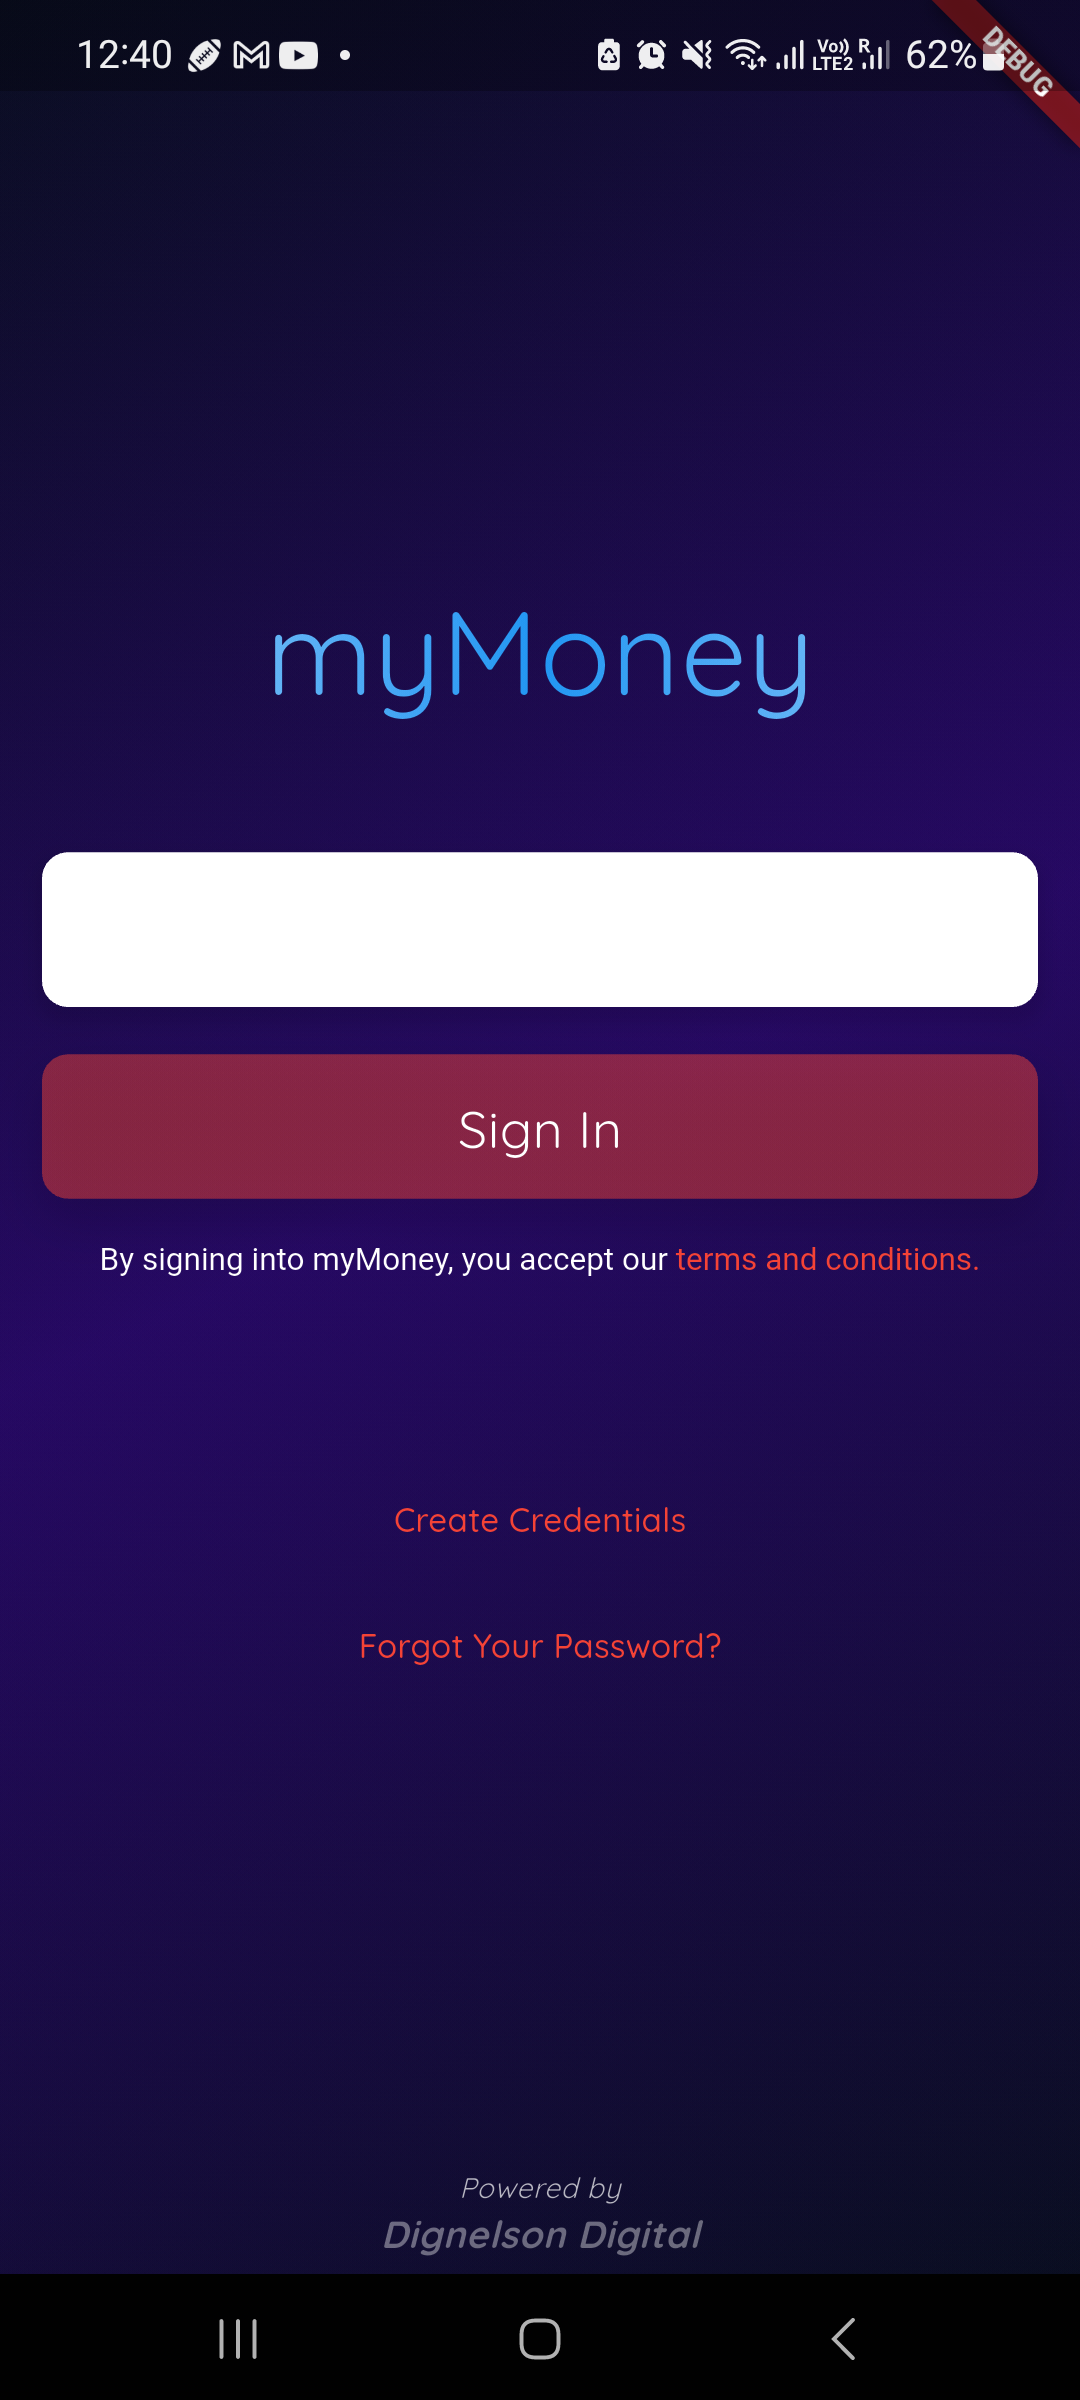 12:40 Vo)) LTE2 R 62%
DEBUG
myMoney
Sign In
By signing into myMoney, you accept our terms and conditions.
Create Credentials
Forgot Your Password?
Powered by
Dignelson Digital